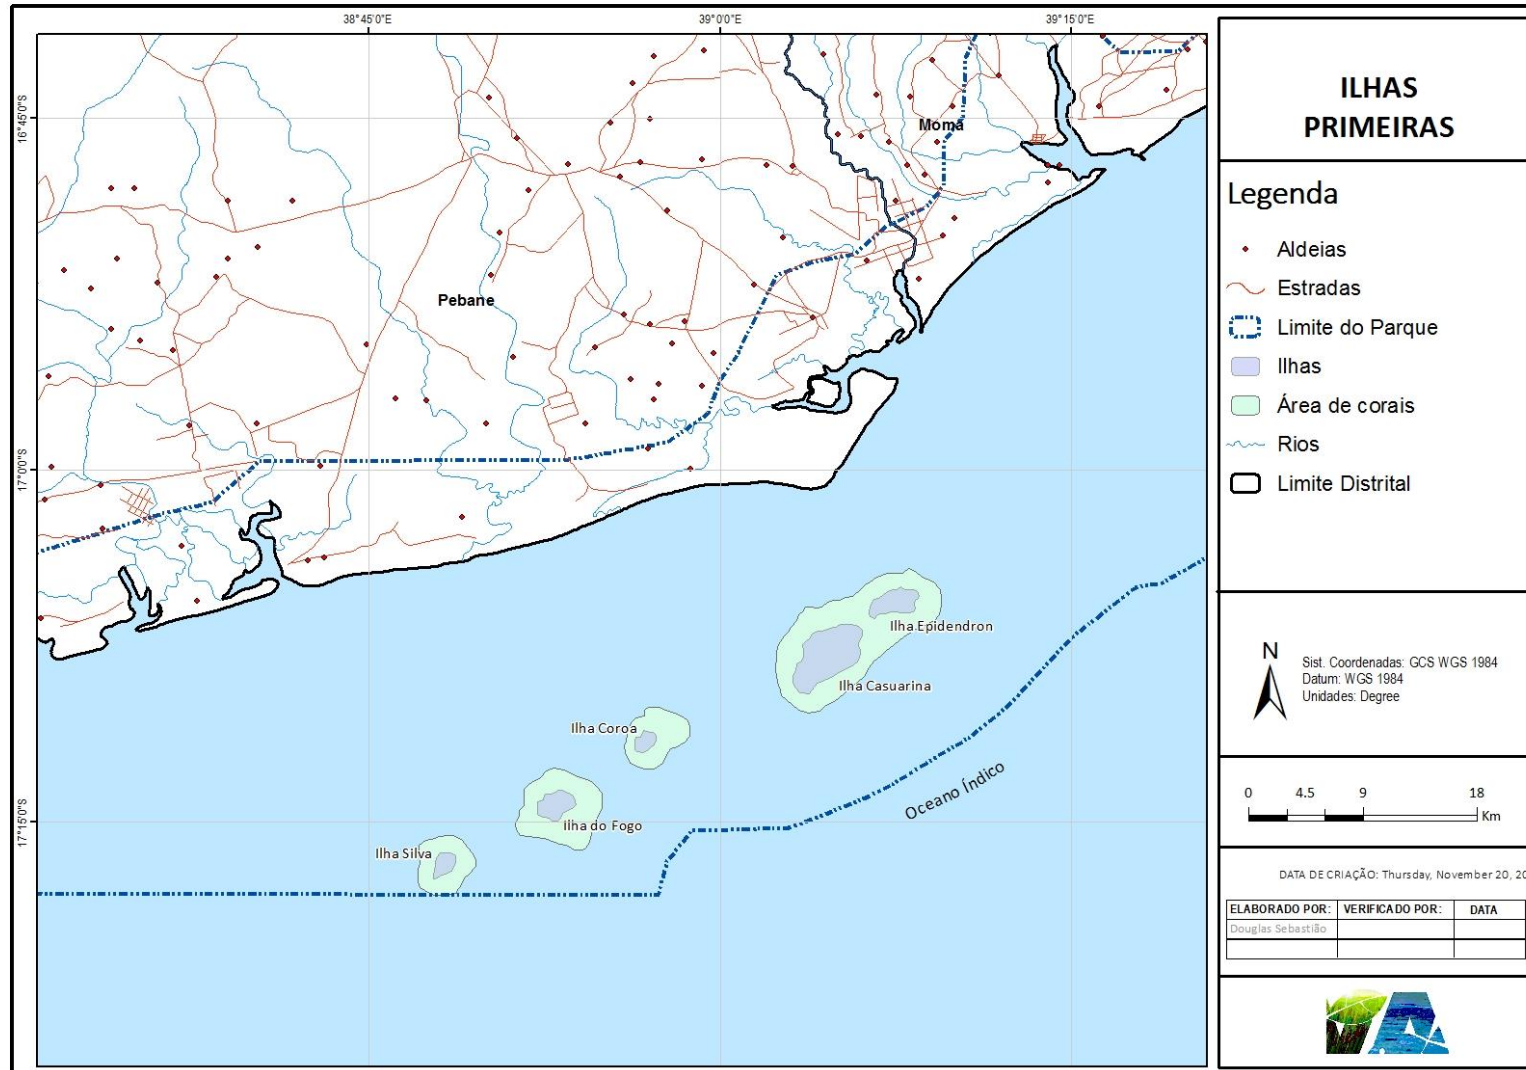 38°45'0"E
39°0'0"E
39°15'0"E
16°45'0"S
17°0'0"S
17°15'0"S
Moma
Pebane
Ilha Epidendron
Ilha Casuarina
Ilha Coroa
Ilha do Fogo
Ilha Silva
Oceano Índico
ILHAS
PRIMEIRAS
Legenda
Aldeias
Estradas
Limite do Parque
Ilhas
Área de corais
Rios
Limite Distrital
N
Sist. Coordenadas: GCS WGS 1984
Datum: WGS 1984
Unidades: Degree
0 4.5 9 18
Km
DATA DE CRIAÇÃO: Thursday, November 20, 20
ELABORADO POR: VERIFICADO POR: DATA
Douglas Sebastião